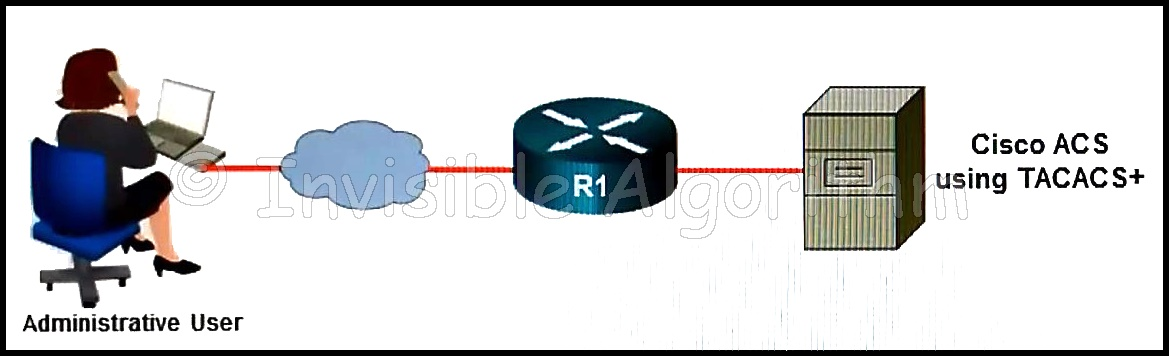 Cisco ACS
using TACACS+
R1
© Invisible Algorithm
Administrative User